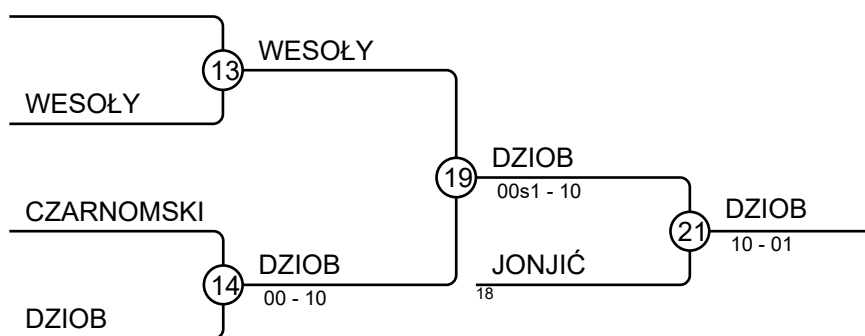 13
WESOŁY
WESOŁY
19
DZIOB
00s1 - 10
CZARNOMSKI
21
DZIOB
10 - 01
14
DZIOB
00 - 10
JONJIĆ
18
DZIOB